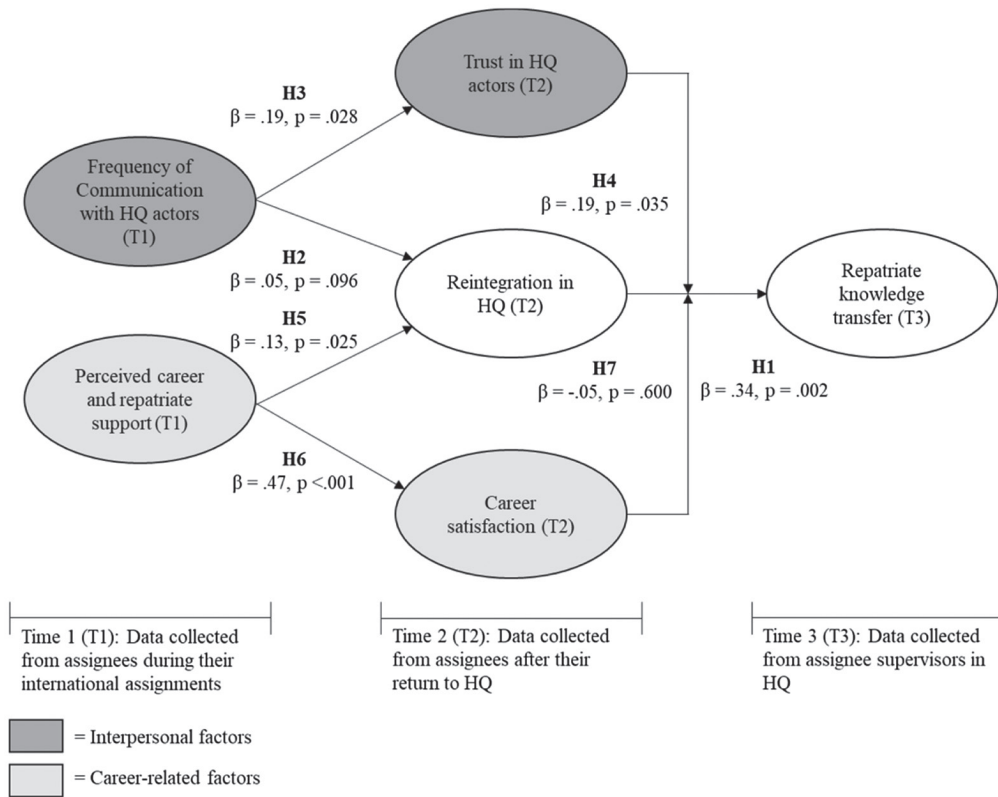 Trust in HQ
actors (T2)
H3
β = .19, p = .028
Frequency of
Communication
with HQ actors
(T1)
H4
β = .19, p = .035
H2
β = .05, p = .096
Reintegration in
HQ (T2)
Repatriate
knowledge
transfer (T3)
H5
β = .13, p = .025
Perceived career
and repatriate
support (T1)
H7
β = -.05, p = .600
H1
β = .34, p = .002
H6
β = .47, p <.001
Career
satisfaction (T2)
Time 1 (T1): Data collected
from assignees during their
international assignments
Time 2 (T2): Data collected
from assignees after their
return to HQ
Time 3 (T3): Data collected
from assignee supervisors in
HQ
= Interpersonal factors
= Career-related factors